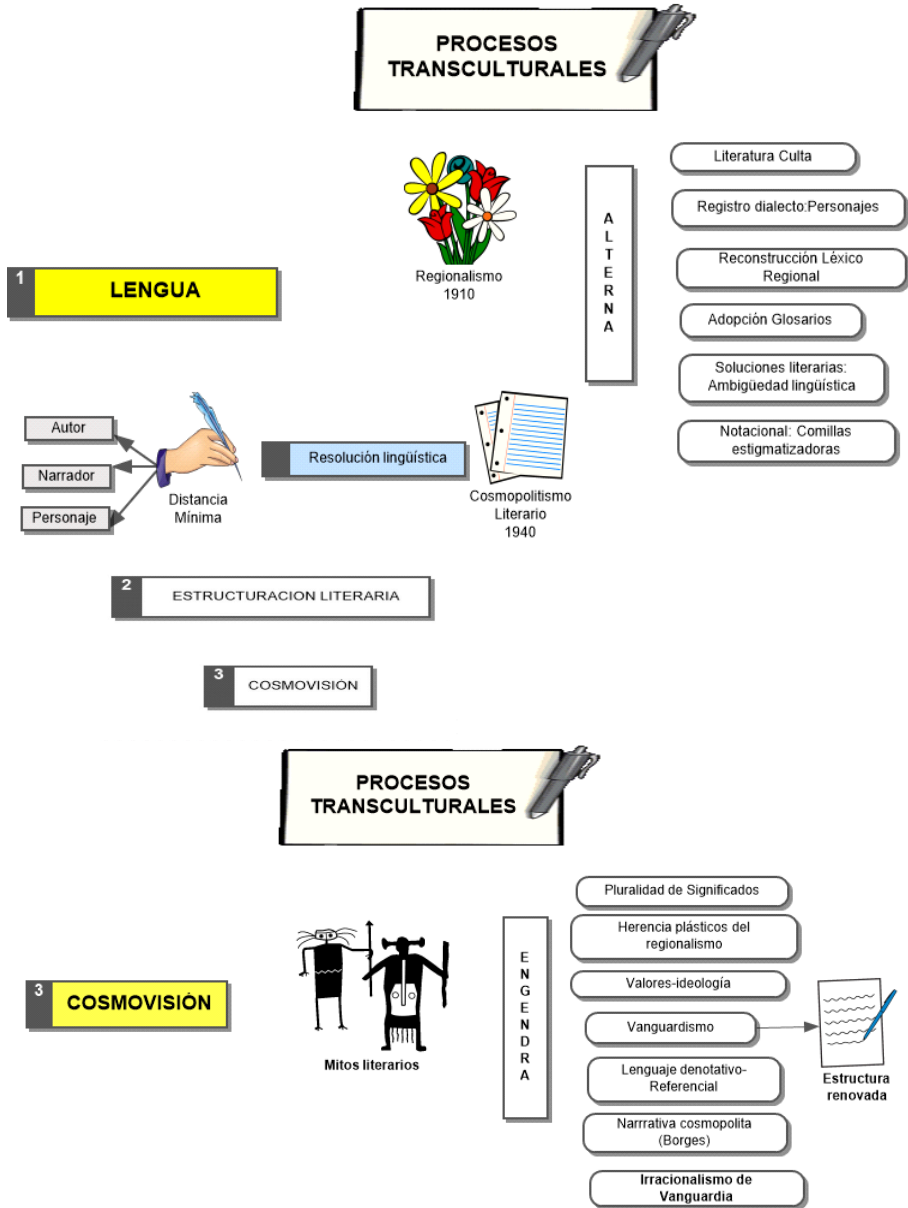 PROCESOS
TRANSCULTURALES
Regionalismo
1910
A
L
T
E
R
N
A
Literatura Culta
Registro dialecto:Personajes
Reconstrucción Léxico
Regional
Adopción Glosarios
Soluciones literarias:
Ambigüedad lingüística
Notacional: Comillas
estigmatizadoras
1
LENGUA
Autor
Narrador
Personaje
Distancia
Mínima
Resolución lingüística
Cosmopolitismo
Literario
1940
2
ESTRUCTURACION LITERARIA
3
COSMOVISIÓN
PROCESOS
TRANSCULTURALES
3
COSMOVISIÓN
Mitos literarios
E
N
G
E
N
D
R
A
Pluralidad de Significados
Herencia plásticos del
regionalismo
Valores-ideología
Vanguardismo
Lenguaje denotativo-
Referencial
Narrrativa cosmopolita
(Borges)
Irracionalismo de
Vanguardia
Estructura
renovada